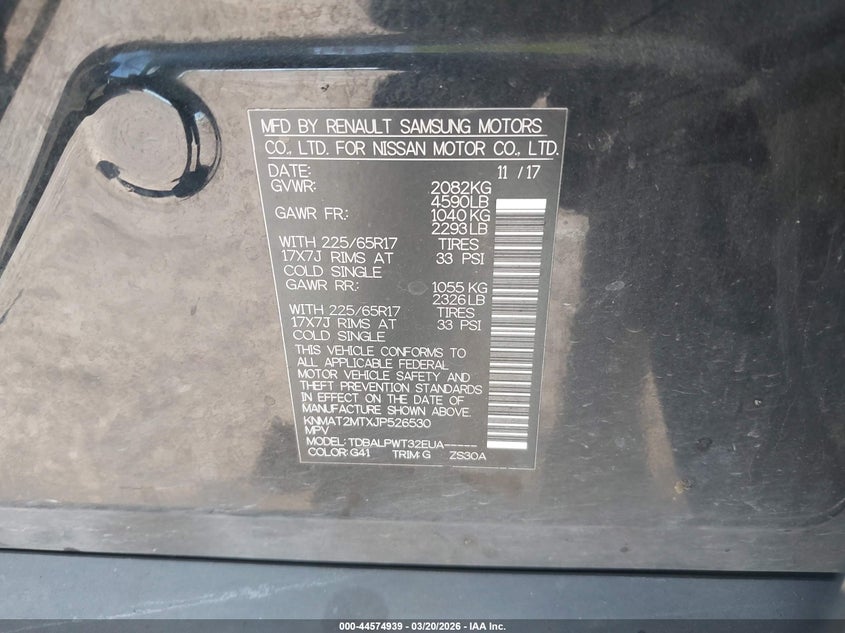 MFD BY RENAULT SAMSUNG MOTORS
CO., LTD. FOR NISSAN MOTOR CO., LTD.
DATE: 11 / 17
GVWR: 2082KG
4590LB
GAWR FR: 1040 KG
2293 LB
WITH 225/65R17 TIRES
17X7J RIMS AT 33 PSI
COLD SINGLE
GAWR RR: 1055 KG
2326 LB
WITH 225/65R17 TIRES
17X7J RIMS AT 33 PSI
COLD SINGLE
THIS VEHICLE CONFORMS TO
ALL APPLICABLE FEDERAL
MOTOR VEHICLE SAFETY AND
THEFT PREVENTION STANDARDS
IN EFFECT ON THE DATE OF
MANUFACTURE SHOWN ABOVE.
KNMAT2MTXJP526530
MPV
MODEL: TDBALPWT32EUA-----
COLOR: G41 TRIM: G ZS30A
000-44574939 - 03/20/2026 - IAA Inc.